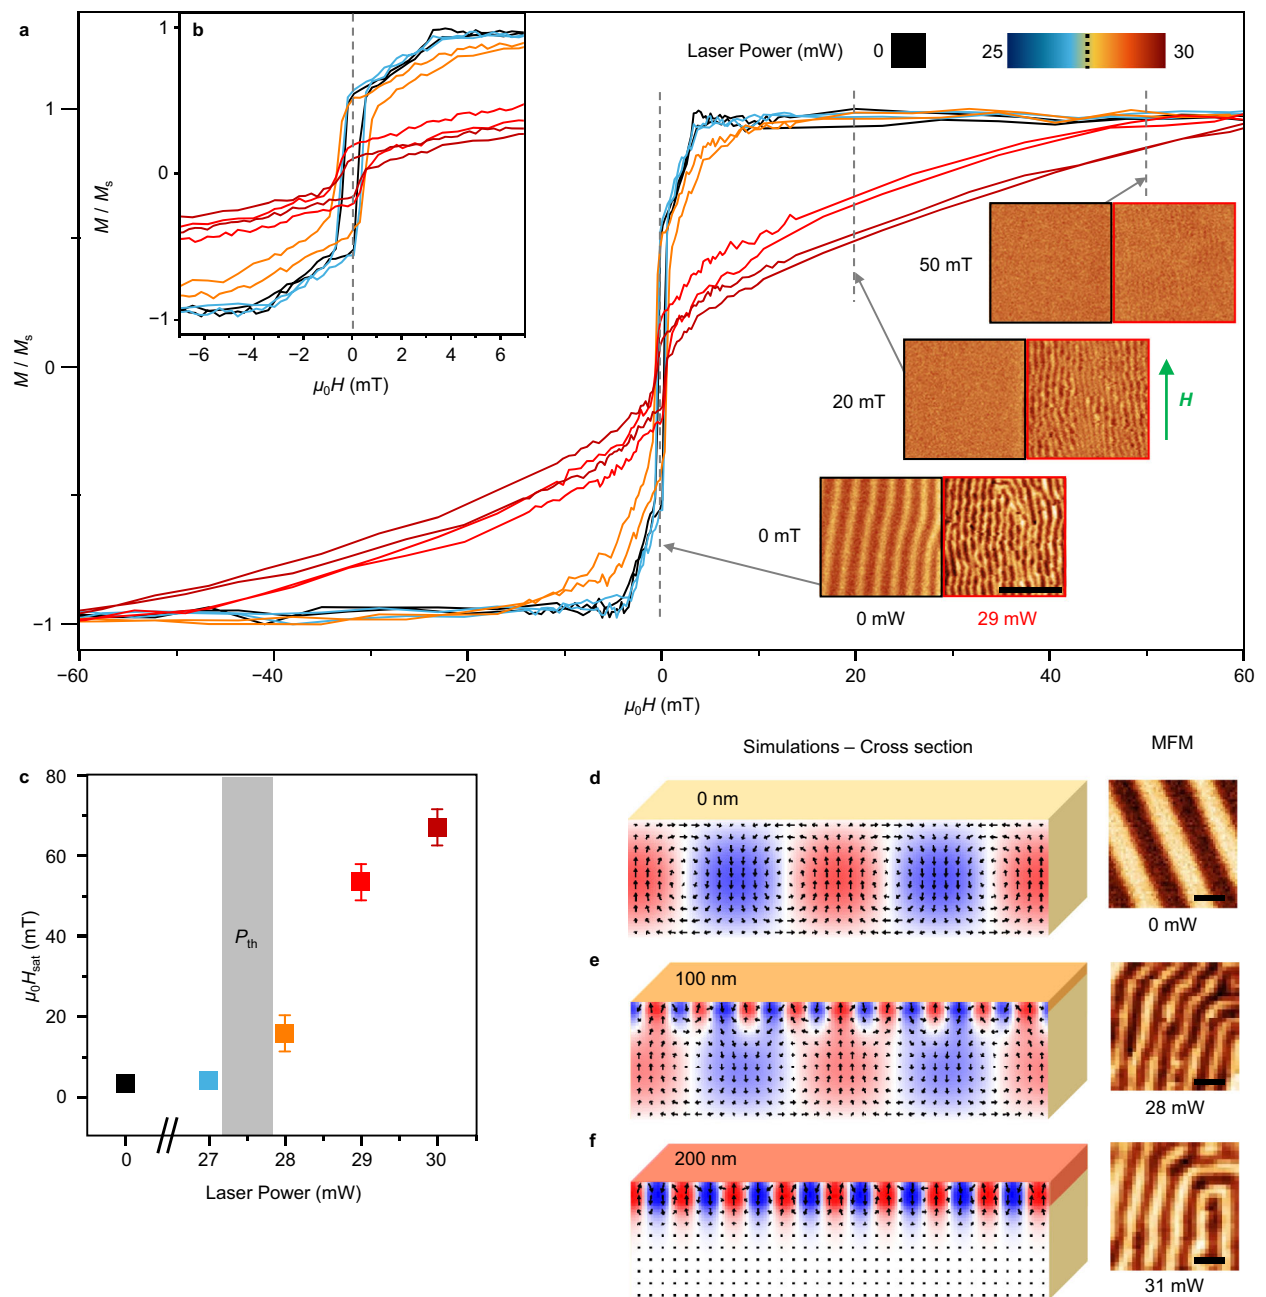 a
b
Laser Power (mW) 0 25 30
1
0
−1
M / Ms
−6 −4 −2 0 2 4 6
μ0H (mT)
1
0
−1
M / Ms
50 mT
20 mT
H
0 mT
0 mW 29 mW
−60 −40 −20 0 20 40 60
μ0H (mT)
c
80
60
40
20
0
μ0Hsat (mT)
Pth
0 27 28 29 30
Laser Power (mW)
Simulations – Cross section MFM
d
0 nm
0 mW
e
100 nm
28 mW
f
200 nm
31 mW